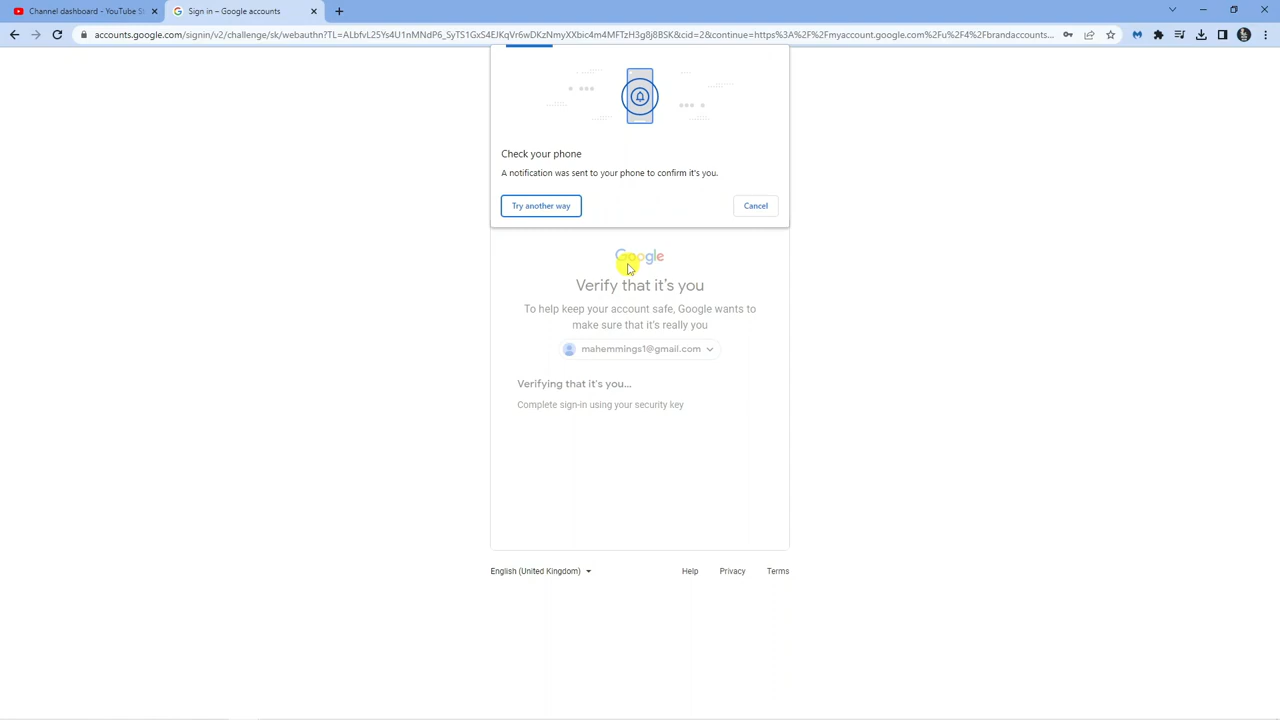 Channel dashboard - YouTube St
Sign in – Google accounts
accounts.google.com/signin/v2/challenge/sk/webauthn?TL=ALbfvL25Ys4U1nMNdP6_SyTS1GxS4EJKqVr6wDKzNmyXXbic4m4MFTzH3g8j8BSK&cid=2&continue=https%3A%2F%2Fmyaccount.google.com%2Fu%2F4%2Fbrandaccounts...
Check your phone
A notification was sent to your phone to confirm it's you.
Try another way
Cancel
Google
Verify that it's you
To help keep your account safe, Google wants to
make sure that it's really you
mahemmings1@gmail.com
Verifying that it's you...
Complete sign-in using your security key
English (United Kingdom)
Help
Privacy
Terms